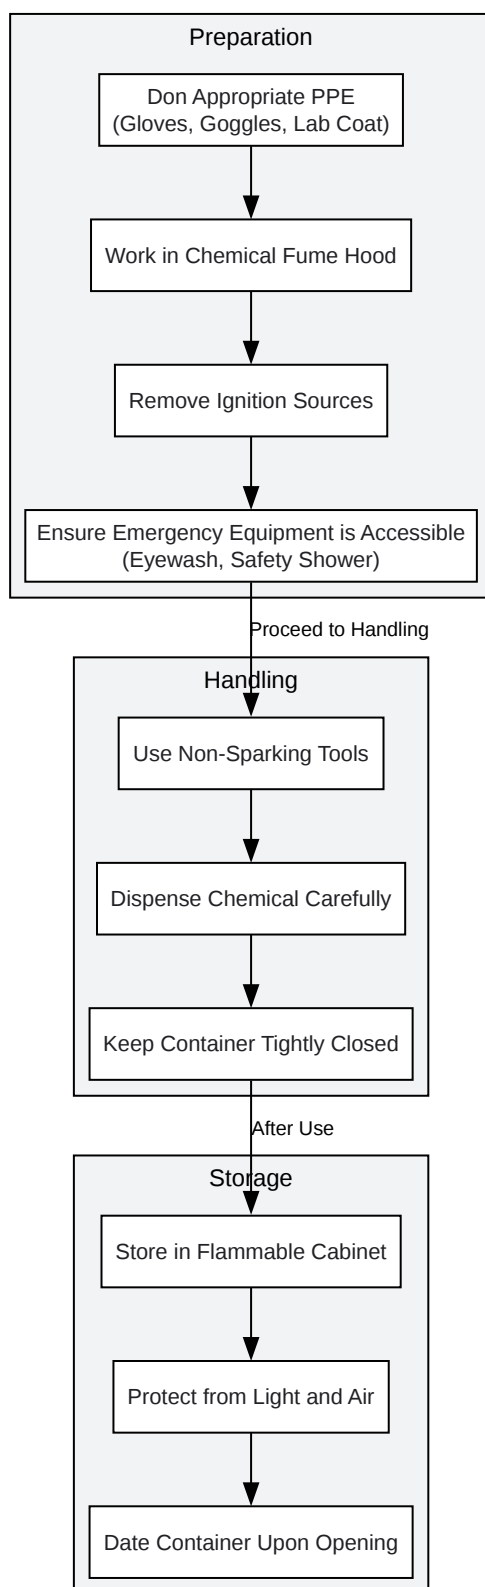 Preparation
Don Appropriate PPE
(Gloves, Goggles, Lab Coat)
Work in Chemical Fume Hood
Remove Ignition Sources
Ensure Emergency Equipment is Accessible
(Eyewash, Safety Shower)
Proceed to Handling
Handling
Use Non-Sparking Tools
Dispense Chemical Carefully
Keep Container Tightly Closed
After Use
Storage
Store in Flammable Cabinet
Protect from Light and Air
Date Container Upon Opening